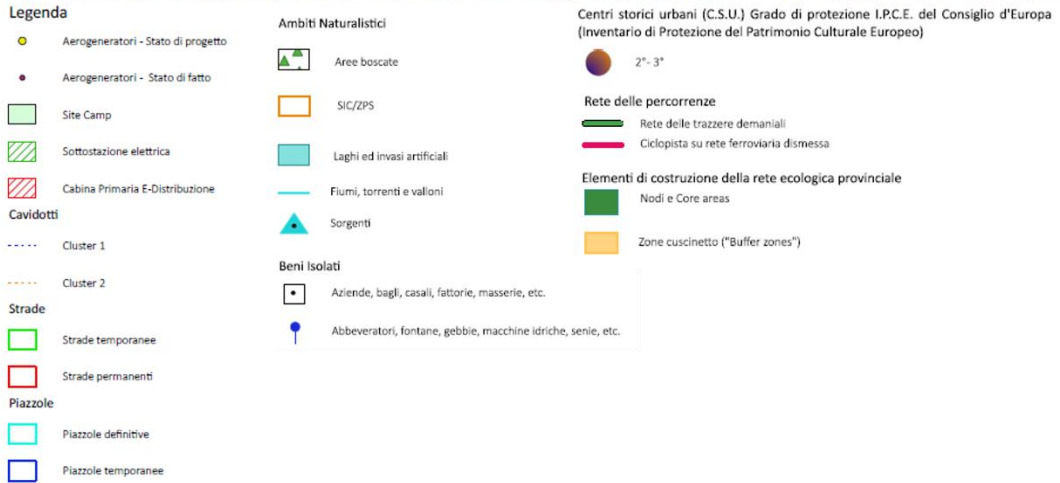 Legenda
Aerogeneratori - Stato di progetto
Aerogeneratori - Stato di fatto
Site Camp
Sottostazione elettrica
Cabina Primaria E-Distribuzione
Cavidotti
Cluster 1
Cluster 2
Strade
Strade temporanee
Strade permanenti
Piazzole
Piazzole definitive
Piazzole temporanee
Ambiti Naturalistici
Aree boscate
SIC/ZPS
Laghi ed invasi artificiali
Fiumi, torrenti e valloni
Sorgenti
Beni Isolati
Aziende, bagli, casali, fattorie, masserie, etc.
Abbeveratori, fontane, gebbie, macchine idriche, senie, etc.
Centri storici urbani (C.S.U.) Grado di protezione I.P.C.E. del Consiglio d'Europa
(Inventario di Protezione del Patrimonio Culturale Europeo)
2°- 3°
Rete delle percorrenze
Rete delle trazzere demaniali
Ciclopista su rete ferroviaria dismessa
Elementi di costruzione della rete ecologica provinciale
Nodi e Core areas
Zone cuscinetto ("Buffer zones")